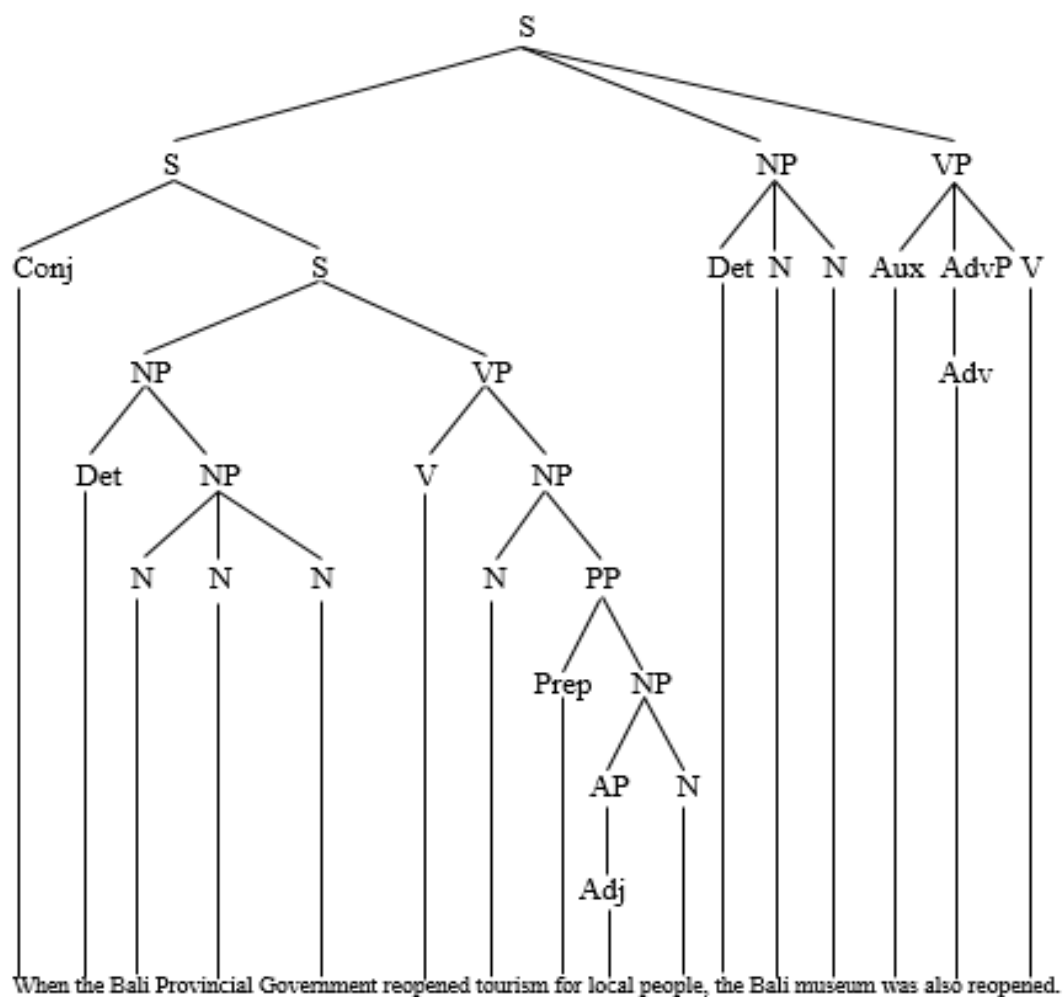 S
S NP VP
Conj S Det N N Aux AdvP V
NP VP Adv
Det NP V NP
N N N N PP
Prep NP
AP N
Adj
When the Bali Provincial Government reopened tourism for local people, the Bali museum was also reopened.